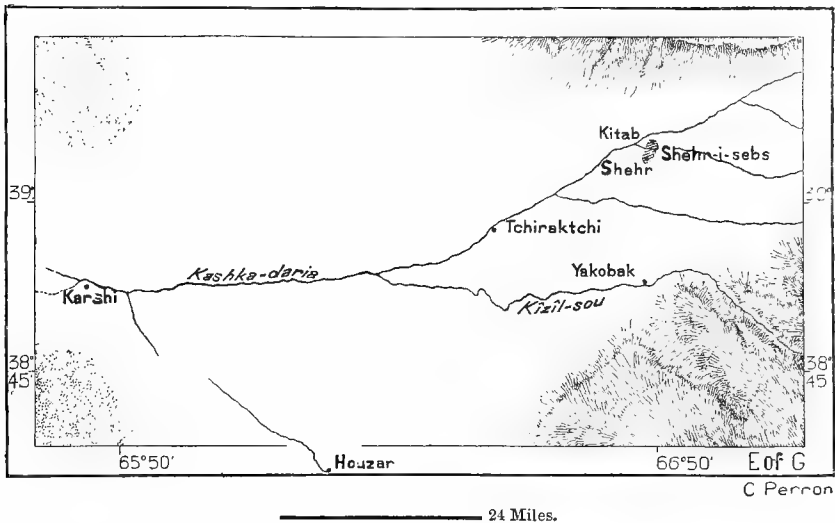 Kitab
Shehr-i-sebs
Shehr
39°
39°
Tchiraktchi
Kashka-daria
Yakobak
Karshi
Kizil-sou
38°
45'
38°
45'
Houzar
65°50'
66°50' E of G
C Perron
24 Miles.